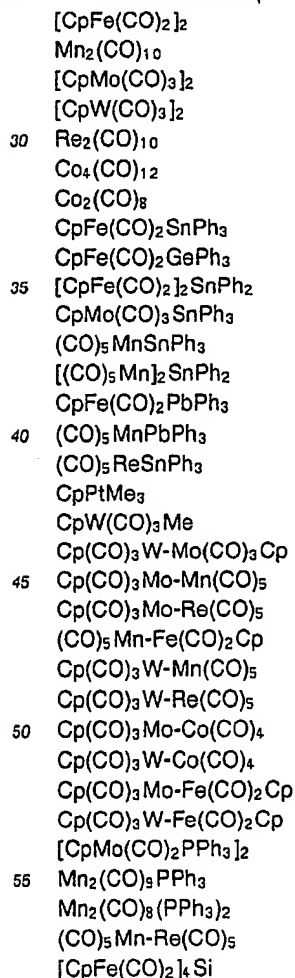 [CpFe(CO)₂]₂
Mn₂(CO)₁₀
[CpMo(CO)₃]₂
[CpW(CO)₃]₂
30 Re₂(CO)₁₀
Co₄(CO)₁₂
Co₂(CO)₈
CpFe(CO)₂SnPh₃
CpFe(CO)₂GePh₃
35 [CpFe(CO)₂]₂SnPh₂
CpMo(CO)₃SnPh₃
(CO)₅MnSnPh₃
[(CO)₅Mn]₂SnPh₂
CpFe(CO)₂PbPh₃
40 (CO)₅MnPbPh₃
(CO)₅ReSnPh₃
CpPtMe₃
CpW(CO)₃Me
Cp(CO)₃W-Mo(CO)₃Cp
45 Cp(CO)₃Mo-Mn(CO)₅
Cp(CO)₃Mo-Re(CO)₅
(CO)₅Mn-Fe(CO)₂Cp
Cp(CO)₃W-Mn(CO)₅
Cp(CO)₃W-Re(CO)₅
50 Cp(CO)₃Mo-Co(CO)₄
Cp(CO)₃W-Co(CO)₄
Cp(CO)₃Mo-Fe(CO)₂Cp
Cp(CO)₃W-Fe(CO)₂Cp
[CpMo(CO)₂PPh₃]₂
55 Mn₂(CO)₉PPh₃
Mn₂(CO)₈(PPh₃)₂
(CO)₅Mn-Re(CO)₅
[CpFe(CO)₂]₄Si